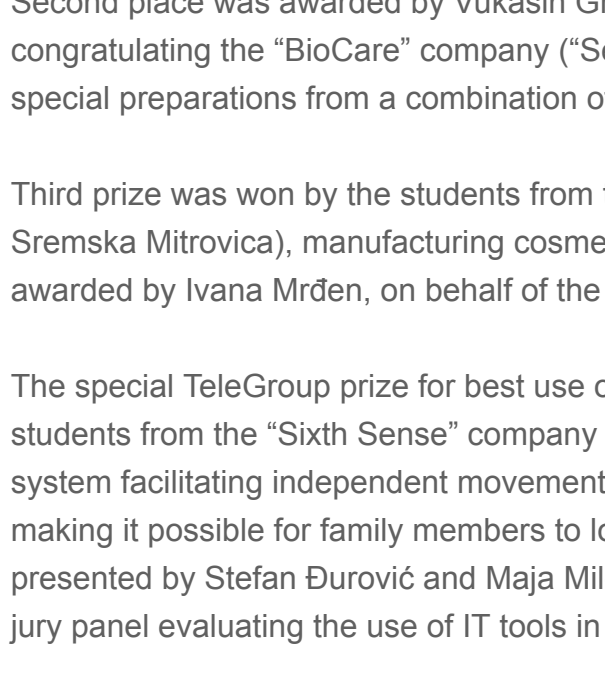 Second place was awarded by Vukašin
congratulating the “BioCare” company
special preparations from a combination
Third prize was won by the students from
Sremska Mitrovica), manufacturing
awarded by Ivana Mrđen, on behalf of the
The special TeleGroup prize for best use
students from the “Sixth Sense” company
system facilitating independent movement
making it possible for family members to
presented by Stefan Đurović and Maja
jury panel evaluating the use of IT tools in